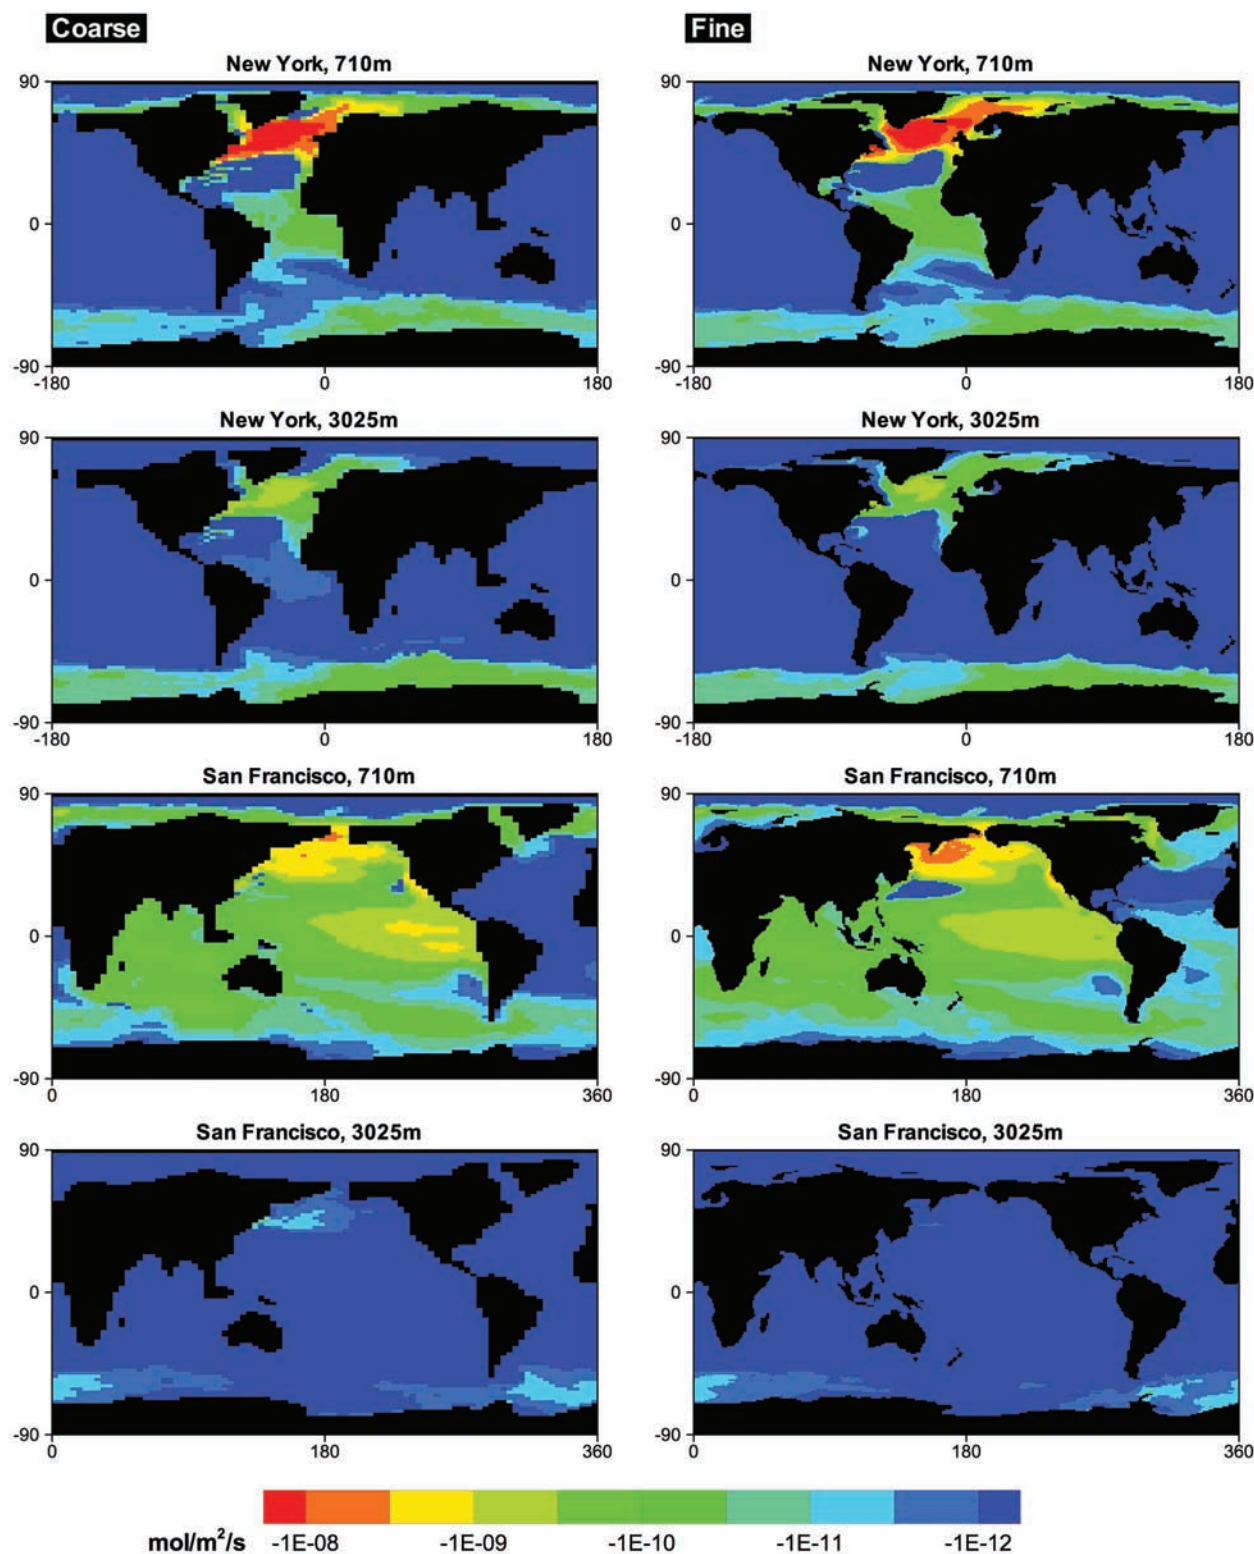 Coarse Fine
New York, 710m New York, 710m
90 90
0 0
-90 -90
-180 0 180 -180 0 180
New York, 3025m New York, 3025m
90 90
0 0
-90 -90
-180 0 180 -180 0 180
San Francisco, 710m San Francisco, 710m
90 90
0 0
-90 -90
0 180 360 0 180 360
San Francisco, 3025m San Francisco, 3025m
90 90
0 0
-90 -90
0 180 360 0 180 360
mol/m²/s -1E-08 -1E-09 -1E-10 -1E-11 -1E-12